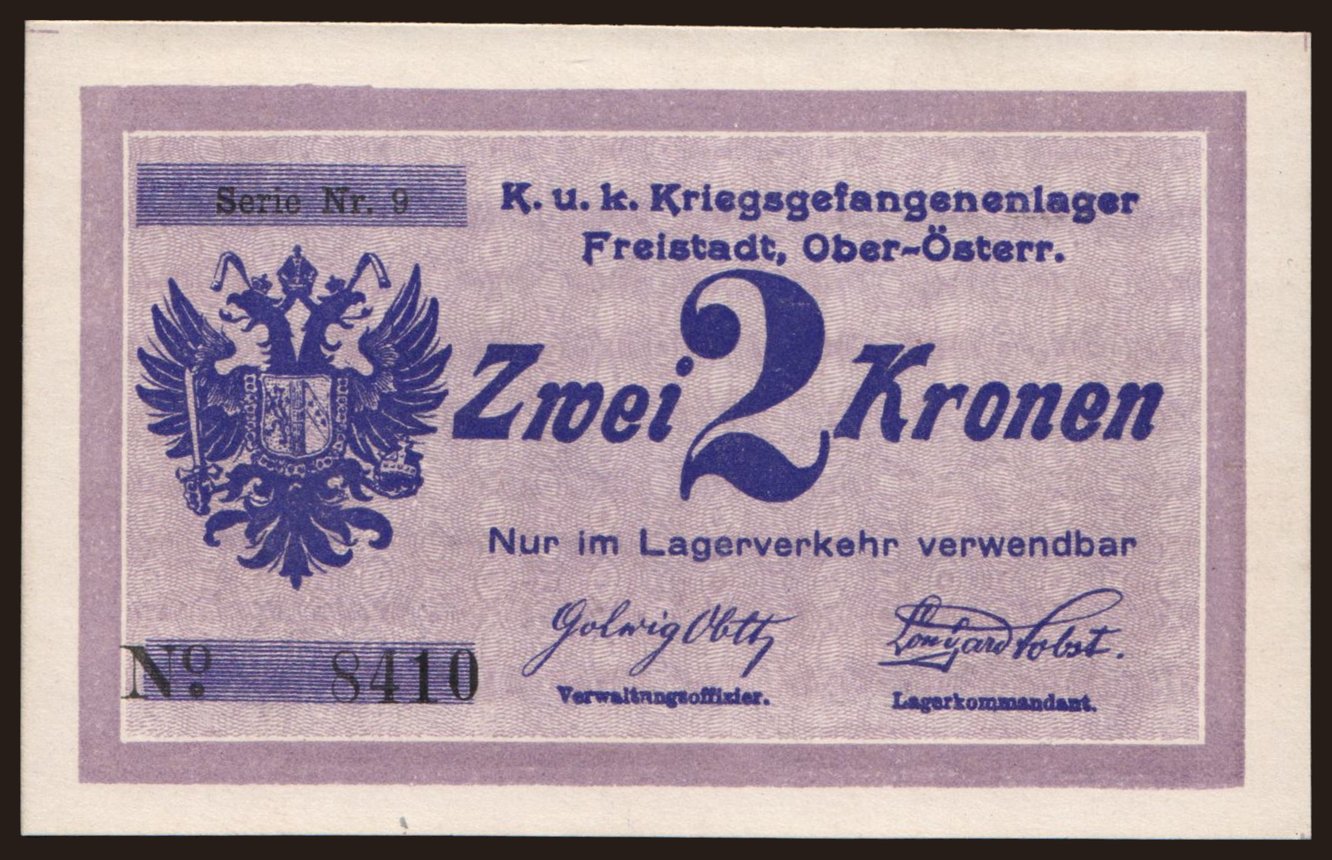 Serie Nr. 9
K. u. k. Kriegsgefangenenlager
Freistadt, Ober-Österr.
Zwei 2 Kronen
Nur im Lagerverkehr verwendbar
Nº 8410
Verwaltungsoffizier.
Lagerkommandant.